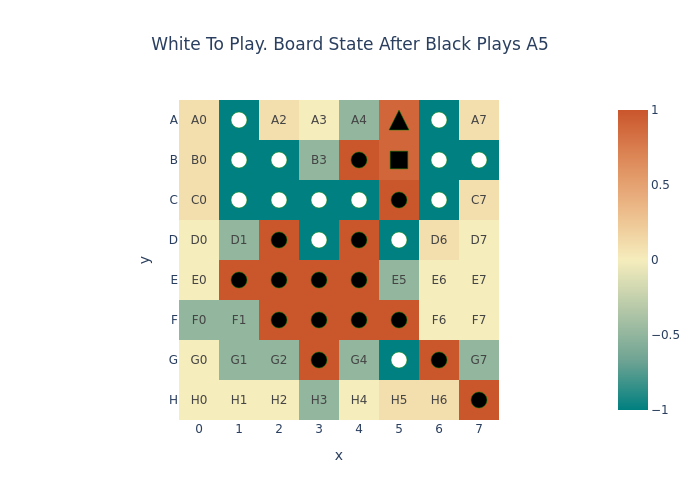 White To Play. Board State After Black Plays A5
A A0 A2 A3 A4 A7
B B0 B3
C C0 C7
D D0 D1 D6 D7
E E0 E5 E6 E7
F F0 F1 F6 F7
G G0 G1 G2 G4 G7
H H0 H1 H2 H3 H4 H5 H6
0 1 2 3 4 5 6 7
x
y
1
0.5
0
−0.5
−1